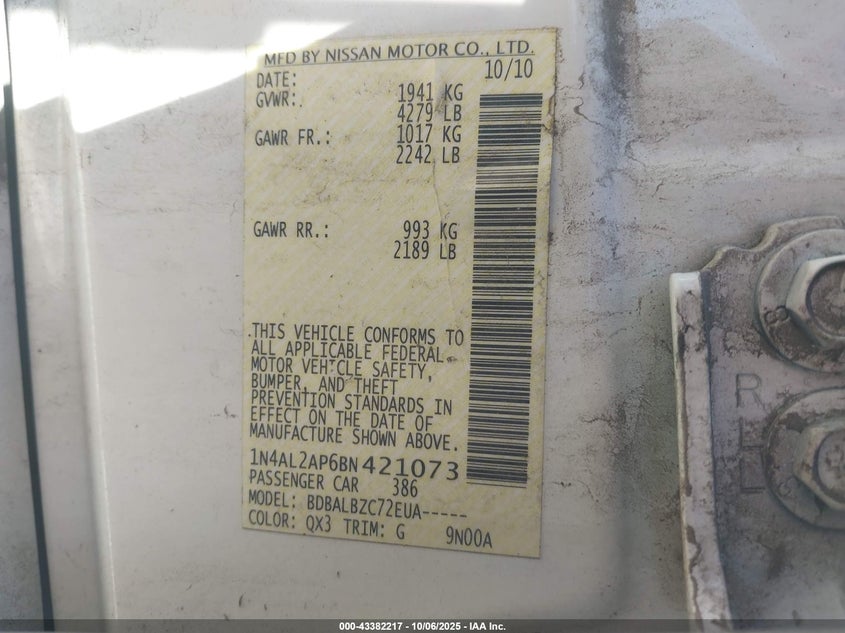 MFD BY NISSAN MOTOR CO., LTD.
DATE: 10/10
GVWR: 1941 KG
4279 LB
GAWR FR.: 1017 KG
2242 LB
GAWR RR.: 993 KG
2189 LB
THIS VEHICLE CONFORMS TO
ALL APPLICABLE FEDERAL
MOTOR VEHICLE SAFETY,
BUMPER, AND THEFT
PREVENTION STANDARDS IN
EFFECT ON THE DATE OF
MANUFACTURE SHOWN ABOVE.
1N4AL2AP6BN421073
PASSENGER CAR 386
MODEL: BDBALBZC72EUA-----
COLOR: QX3 TRIM: G 9N00A
8
R
000-43382217 - 10/06/2025 - IAA Inc.